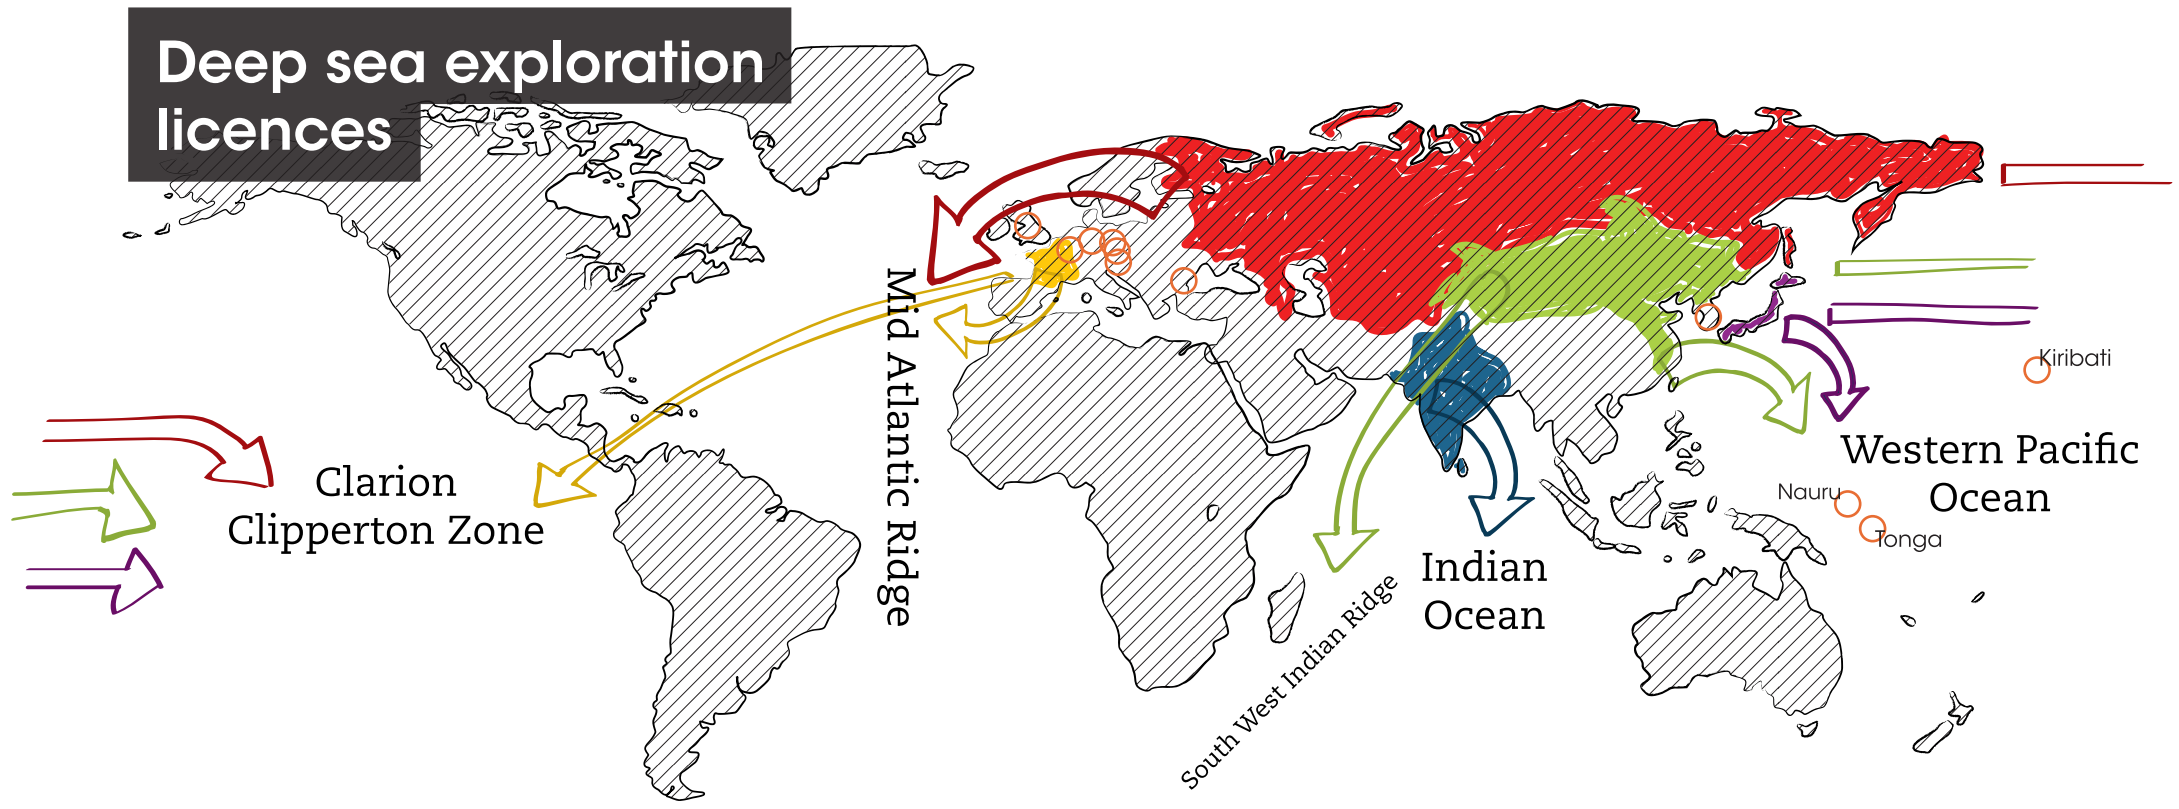 Deep sea exploration
licences
Clarion
Clipperton Zone
Mid Atlantic Ridge
South West Indian Ridge
Indian
Ocean
Western Pacific
Ocean
Kiribati
Nauru
Tonga